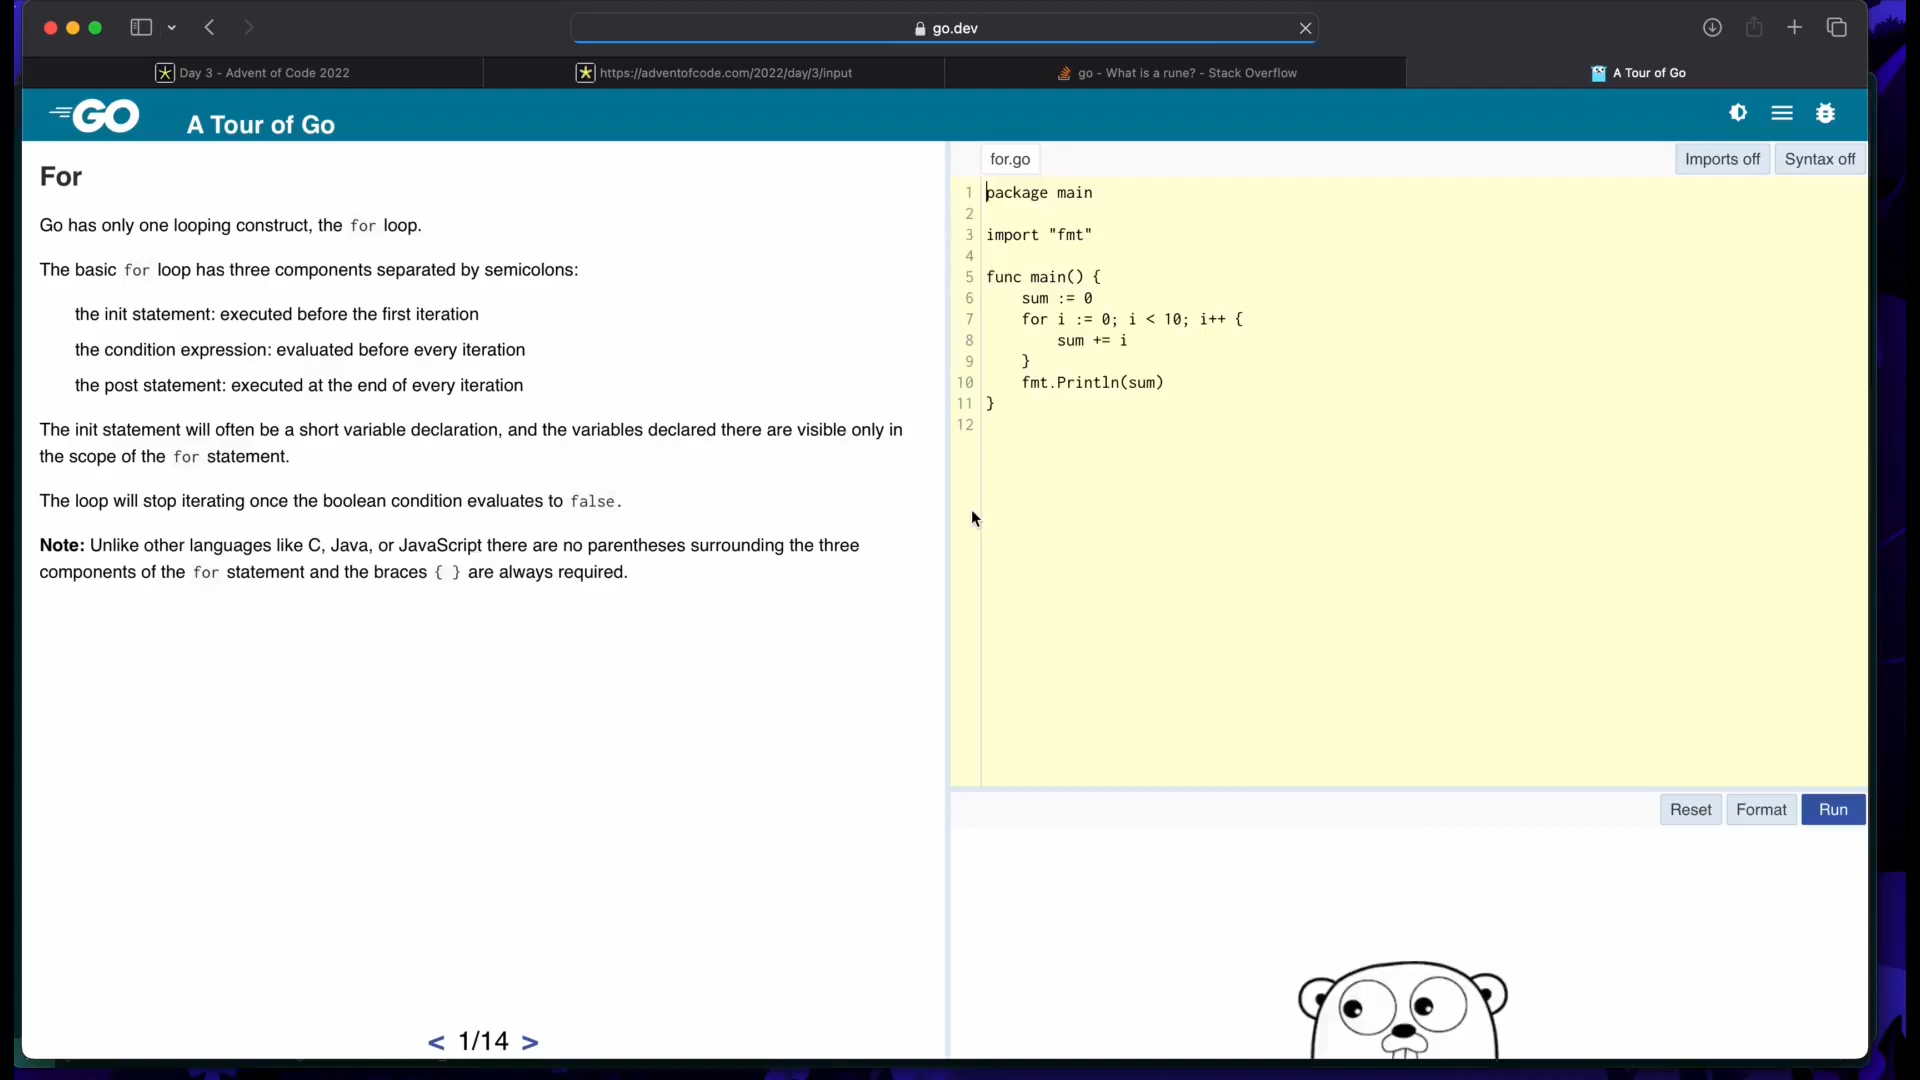 go.dev
Day 3 - Advent of Code 2022
https://adventofcode.com/2022/day/3/input
go - What is a rune? - Stack Overflow
A Tour of Go
GO
A Tour of Go
For
Go has only one looping construct, the for loop.
The basic for loop has three components separated by semicolons:
the init statement: executed before the first iteration
the condition expression: evaluated before every iteration
the post statement: executed at the end of every iteration
The init statement will often be a short variable declaration, and the variables declared there are visible only in
the scope of the for statement.
The loop will stop iterating once the boolean condition evaluates to false.
Note: Unlike other languages like C, Java, or JavaScript there are no parentheses surrounding the three
components of the for statement and the braces { } are always required.
< 1/14 >
for.go
Imports off
Syntax off
1 package main
2
3 import "fmt"
4
5 func main() {
6 sum := 0
7 for i := 0; i < 10; i++ {
8 sum += i
9 }
10 fmt.Println(sum)
11 }
12
Reset
Format
Run